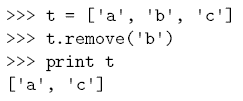 >>> t = ['a', 'b', 'c']
>>> t.remove('b')
>>> print t
['a', 'c']